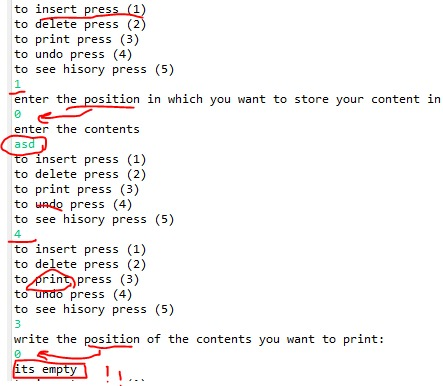 to insert press (1)
to delete press (2)
to print press (3)
to undo press (4)
to see hisory press (5)
1
enter the position in which you want to store your content in
0
enter the contents
asd
to insert press (1)
to delete press (2)
to print press (3)
to undo press (4)
to see hisory press (5)
4
to insert press (1)
to delete press (2)
to print press (3)
to undo press (4)
to see hisory press (5)
3
write the position of the contents you want to print:
0
its empty !!